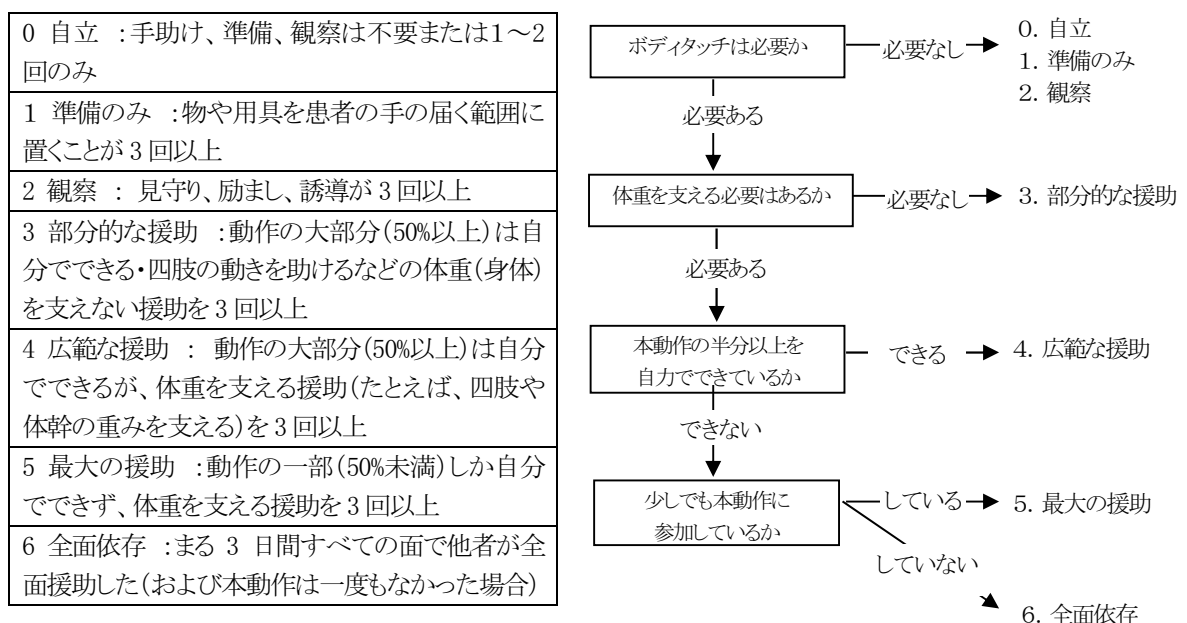 0 自立 :手助け、準備、観察は不要または1～2
回のみ
1 準備のみ :物や用具を患者の手の届く範囲に
置くことが 3 回以上
2 観察 : 見守り、励まし、誘導が 3 回以上
3 部分的な援助 :動作の大部分(50%以上)は自
分でできる・四肢の動きを助けるなどの体重(身体)
を支えない援助を 3 回以上
4 広範な援助 : 動作の大部分(50%以上)は自分
でできるが、体重を支える援助(たとえば、四肢や
体幹の重みを支える)を 3 回以上
5 最大の援助 :動作の一部(50%未満)しか自分
でできず、体重を支える援助を 3 回以上
6 全面依存 :まる 3 日間すべての面で他者が全
面援助した(および本動作は一度もなかった場合)
ボディタッチは必要か
必要なし
0. 自立
1. 準備のみ
2. 観察
必要ある
体重を支える必要はあるか
必要なし
3. 部分的な援助
必要ある
本動作の半分以上を
自力でできているか
できる
4. 広範な援助
できない
少しでも本動作に
参加しているか
している
5. 最大の援助
していない
6. 全面依存